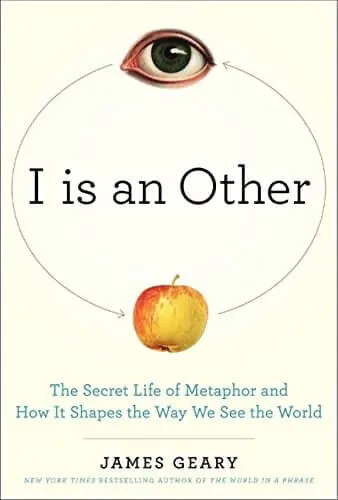 I is an Other
The Secret Life of Metaphor and
How It Shapes the Way We See the World
JAMES GEARY
NEW YORK TIMES BESTSELLING AUTHOR OF THE WORLD IN A PHRASE